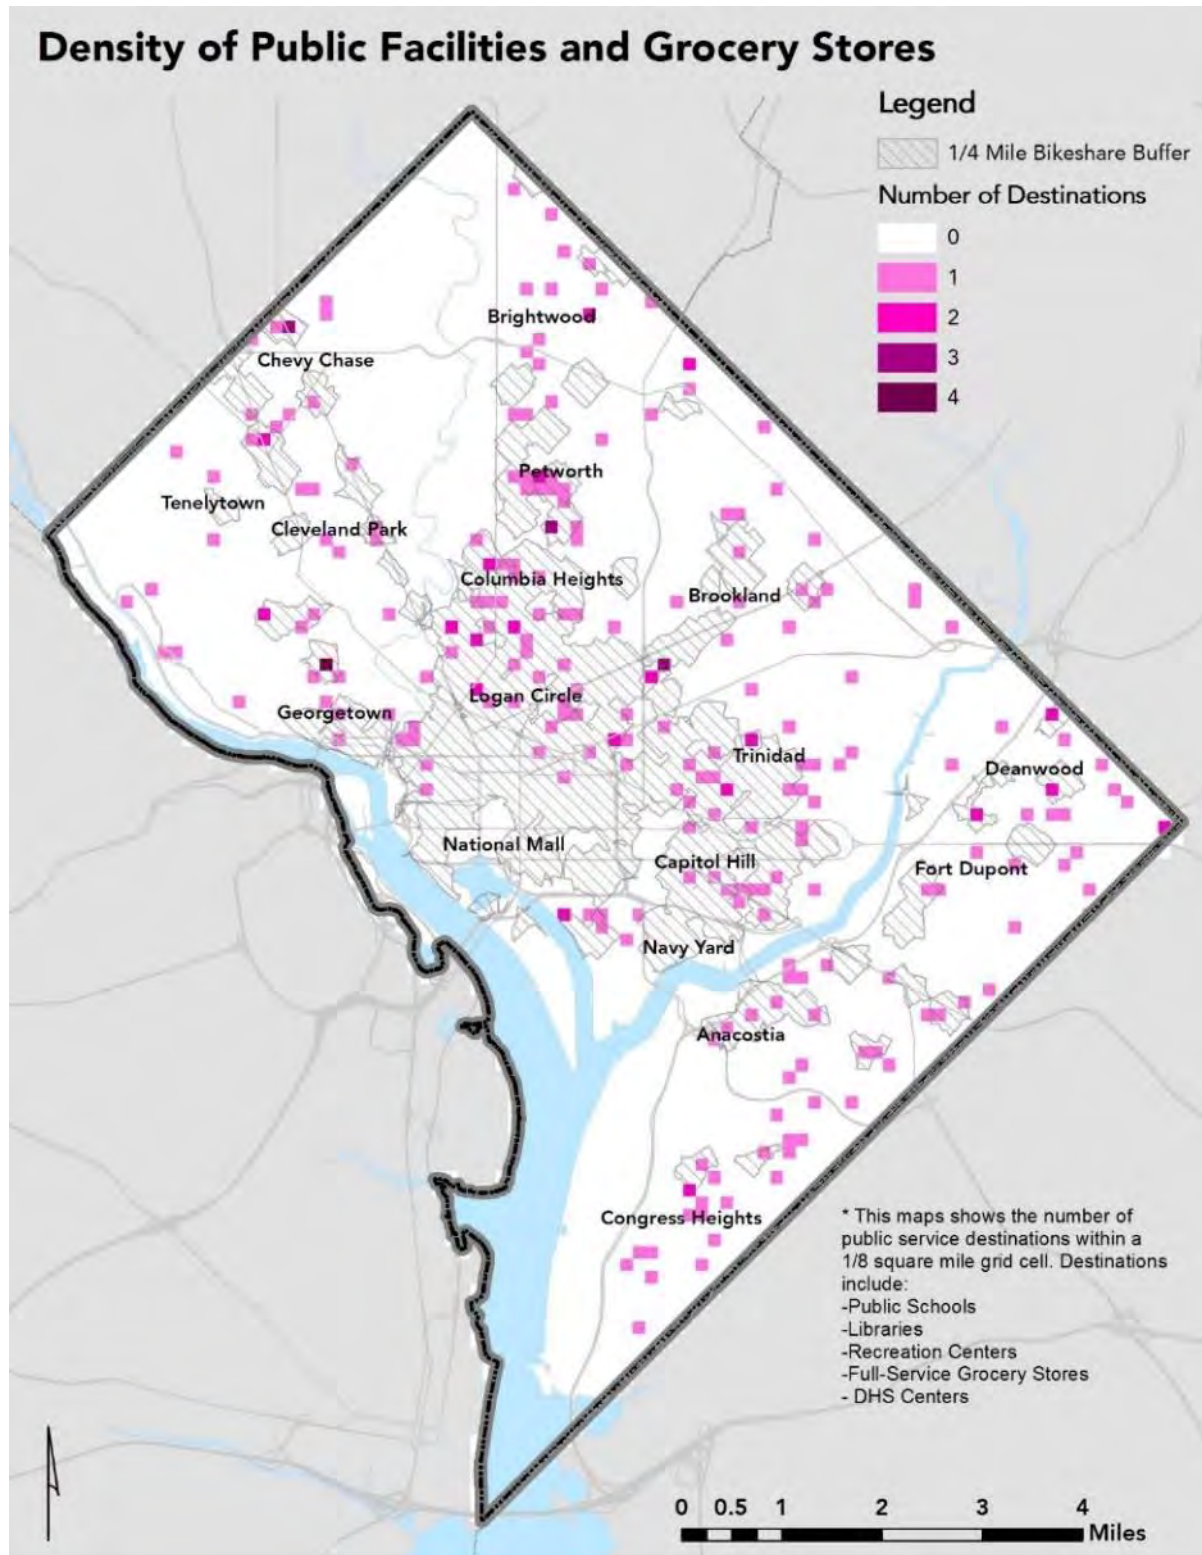 Density of Public Facilities and Grocery Stores
Legend
1/4 Mile Bikeshare Buffer
Number of Destinations
0
1
2
3
4
Brightwood
Chevy Chase
Petworth
Tenelytown
Cleveland Park
Columbia Heights
Brookland
Logan Circle
Georgetown
Trinidad
Deanwood
National Mall
Capitol Hill
Fort Dupont
Navy Yard
Anacostia
Congress Heights
* This maps shows the number of
public service destinations within a
1/8 square mile grid cell. Destinations
include:
-Public Schools
-Libraries
-Recreation Centers
-Full-Service Grocery Stores
- DHS Centers
0 0.5 1 2 3 4
Miles